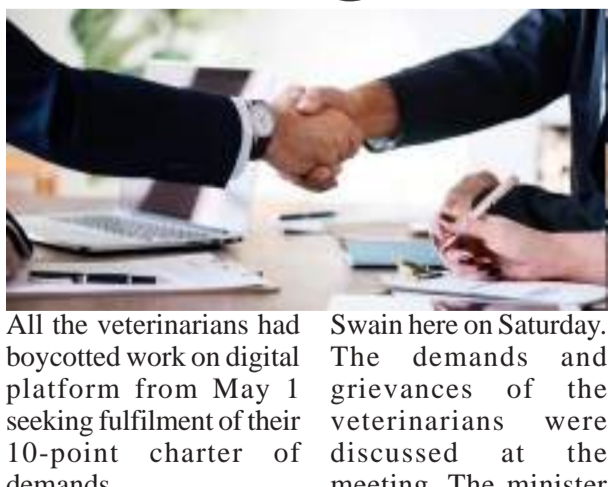 All the veterinarians had
boycotted work on digital
platform from May 1
seeking fulfilment of their
10-point charter of
demands
Swain here on Saturday.
The demands and
grievances of the
veterinarians were
discussed at the
meeting. The minister